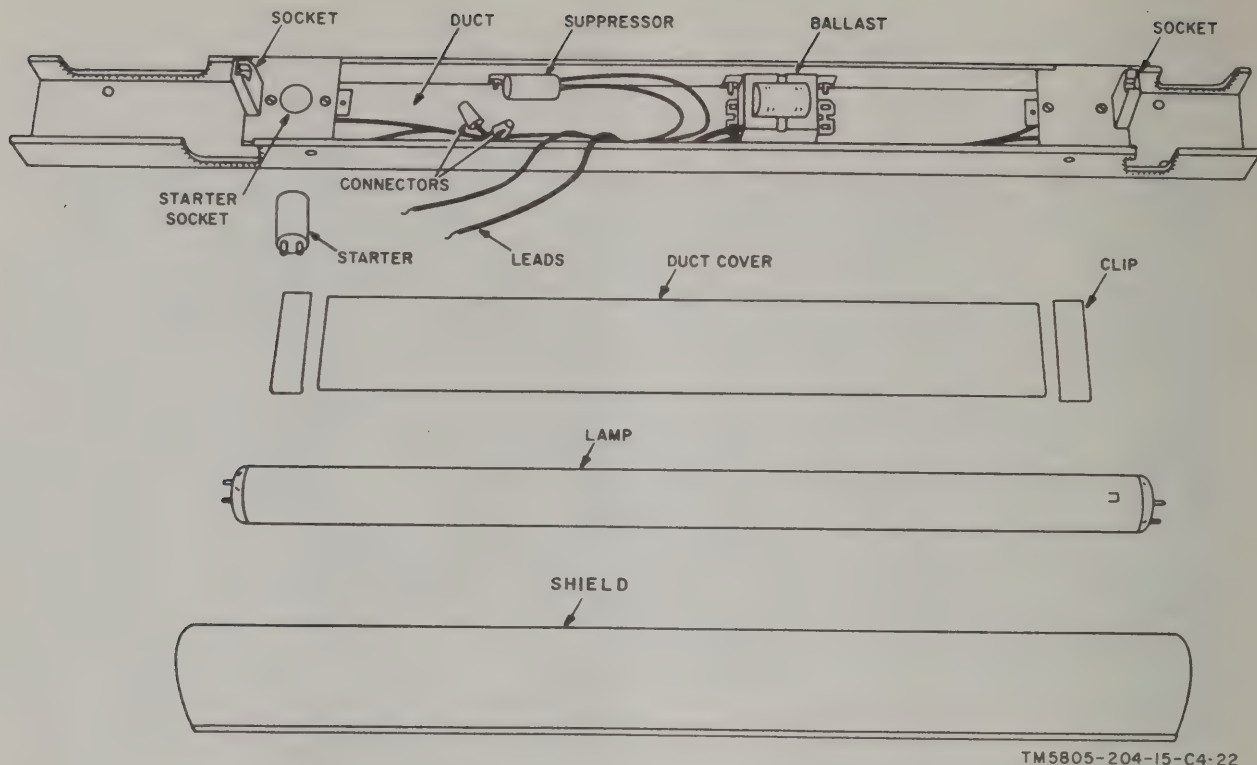 SOCKET
DUCT
SUPPRESSOR
BALLAST
SOCKET
STARTER
SOCKET
CONNECTORS
STARTER
LEADS
DUCT COVER
CLIP
LAMP
SHIELD
TM5805-204-15-C4-22